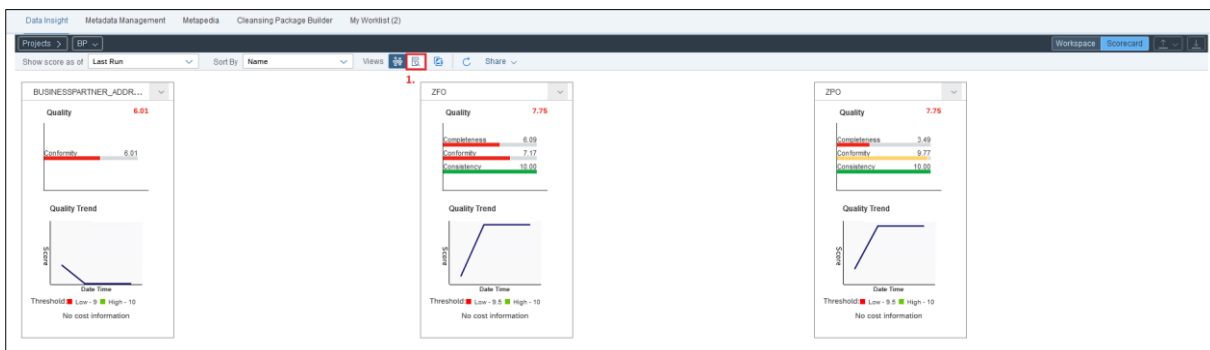 Data Insight Metadata Management Metapedia Cleansing Package Builder My Worklist (2)
Projects > BP
Workspace Scorecard
Show score as of Last Run Sort By Name Views Share
1.
BUSINESSPARTNER_ADDR...
Quality 6.01
Conformity 6.01
Quality Trend
Score
Date Time
Threshold: Low - 9 High - 10
No cost information
ZFO
Quality 7.75
Completeness 6.09
Conformity 7.17
Consistency 10.00
Quality Trend
Score
Date Time
Threshold: Low - 9.5 High - 10
No cost information
ZPO
Quality 7.75
Completeness 3.49
Conformity 9.77
Consistency 10.00
Quality Trend
Score
Date Time
Threshold: Low - 9.5 High - 10
No cost information